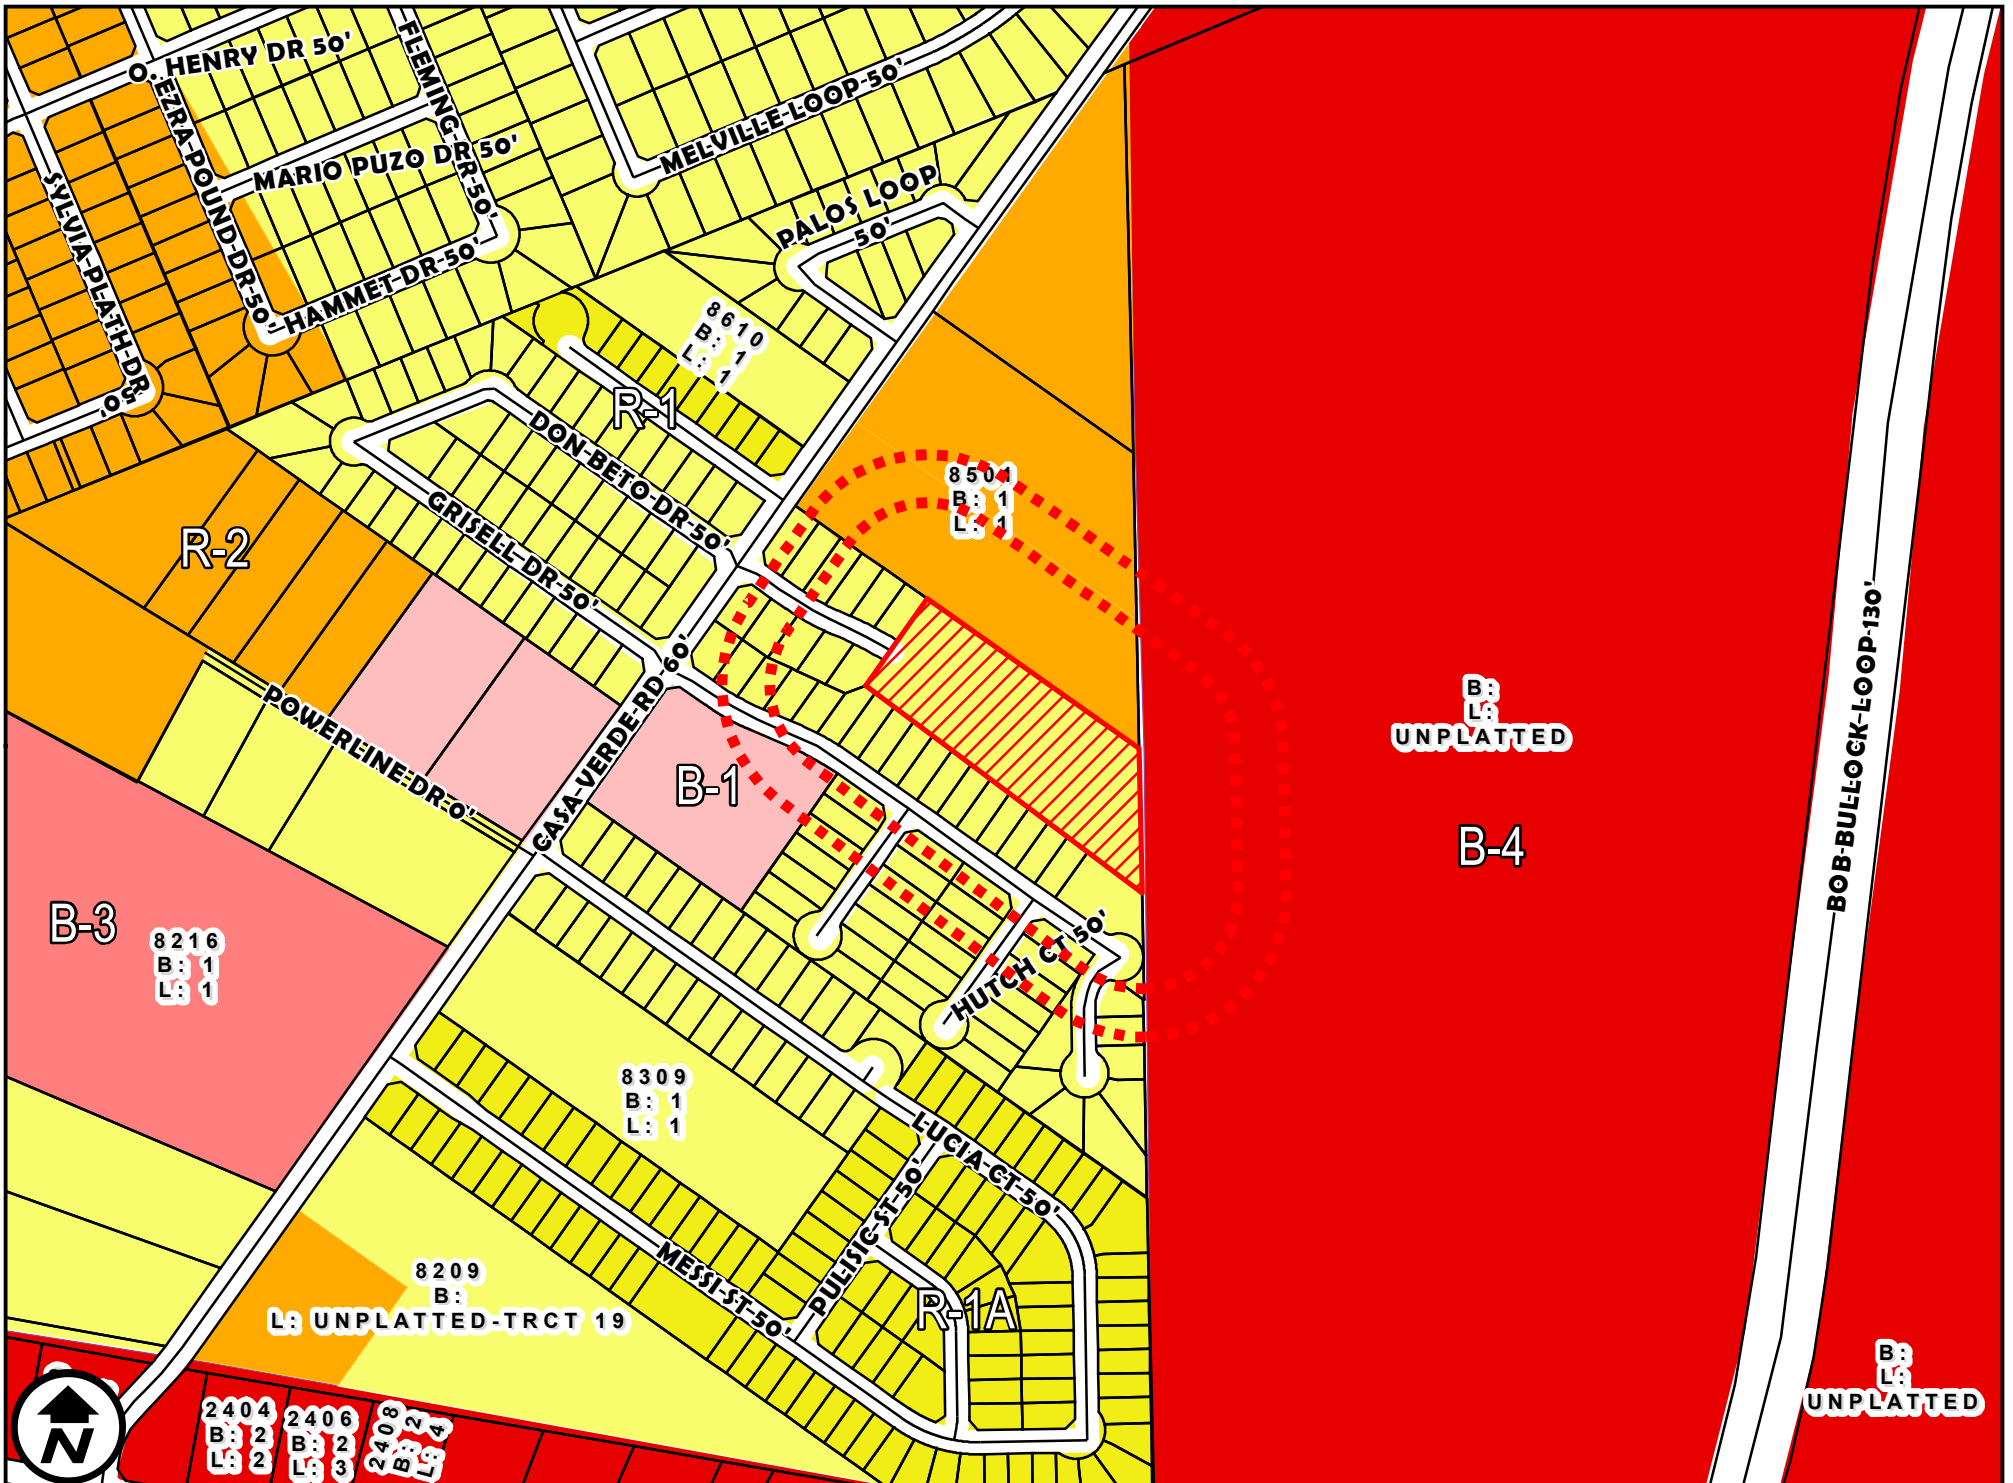 O. HENRY DR 50'
FLEMING DR 50'
EZRA POUND DR 50'
MARIO PUZO DR 50'
MELVILLE LOOP 50'
SYLVIA PLATH DR
50'
HAMMET DR 50'
PALOS LOOP
50'
8610
B: 1
L: 1
R-1
DON BETO DR 50'
GRISELL DR 50'
8501
B: 1
L: 1
R-2
POWERLINE DR 0'
CASA VERDE RD 60'
B-1
B:
L:
UNPLATTED
BOB BULLOCK LOOP 130'
B-4
B-3
8216
B: 1
L: 1
HUTCH CT 50'
8309
B: 1
L: 1
LUCIA CT 50'
PULISIC ST 50'
MESSI ST 50'
R-1A
8209
B:
L: UNPLATTED-TRCT 19
B:
L:
UNPLATTED
2404
B: 2
L: 2
2406
B: 2
L: 3
2408
B: 2
L: 4
N